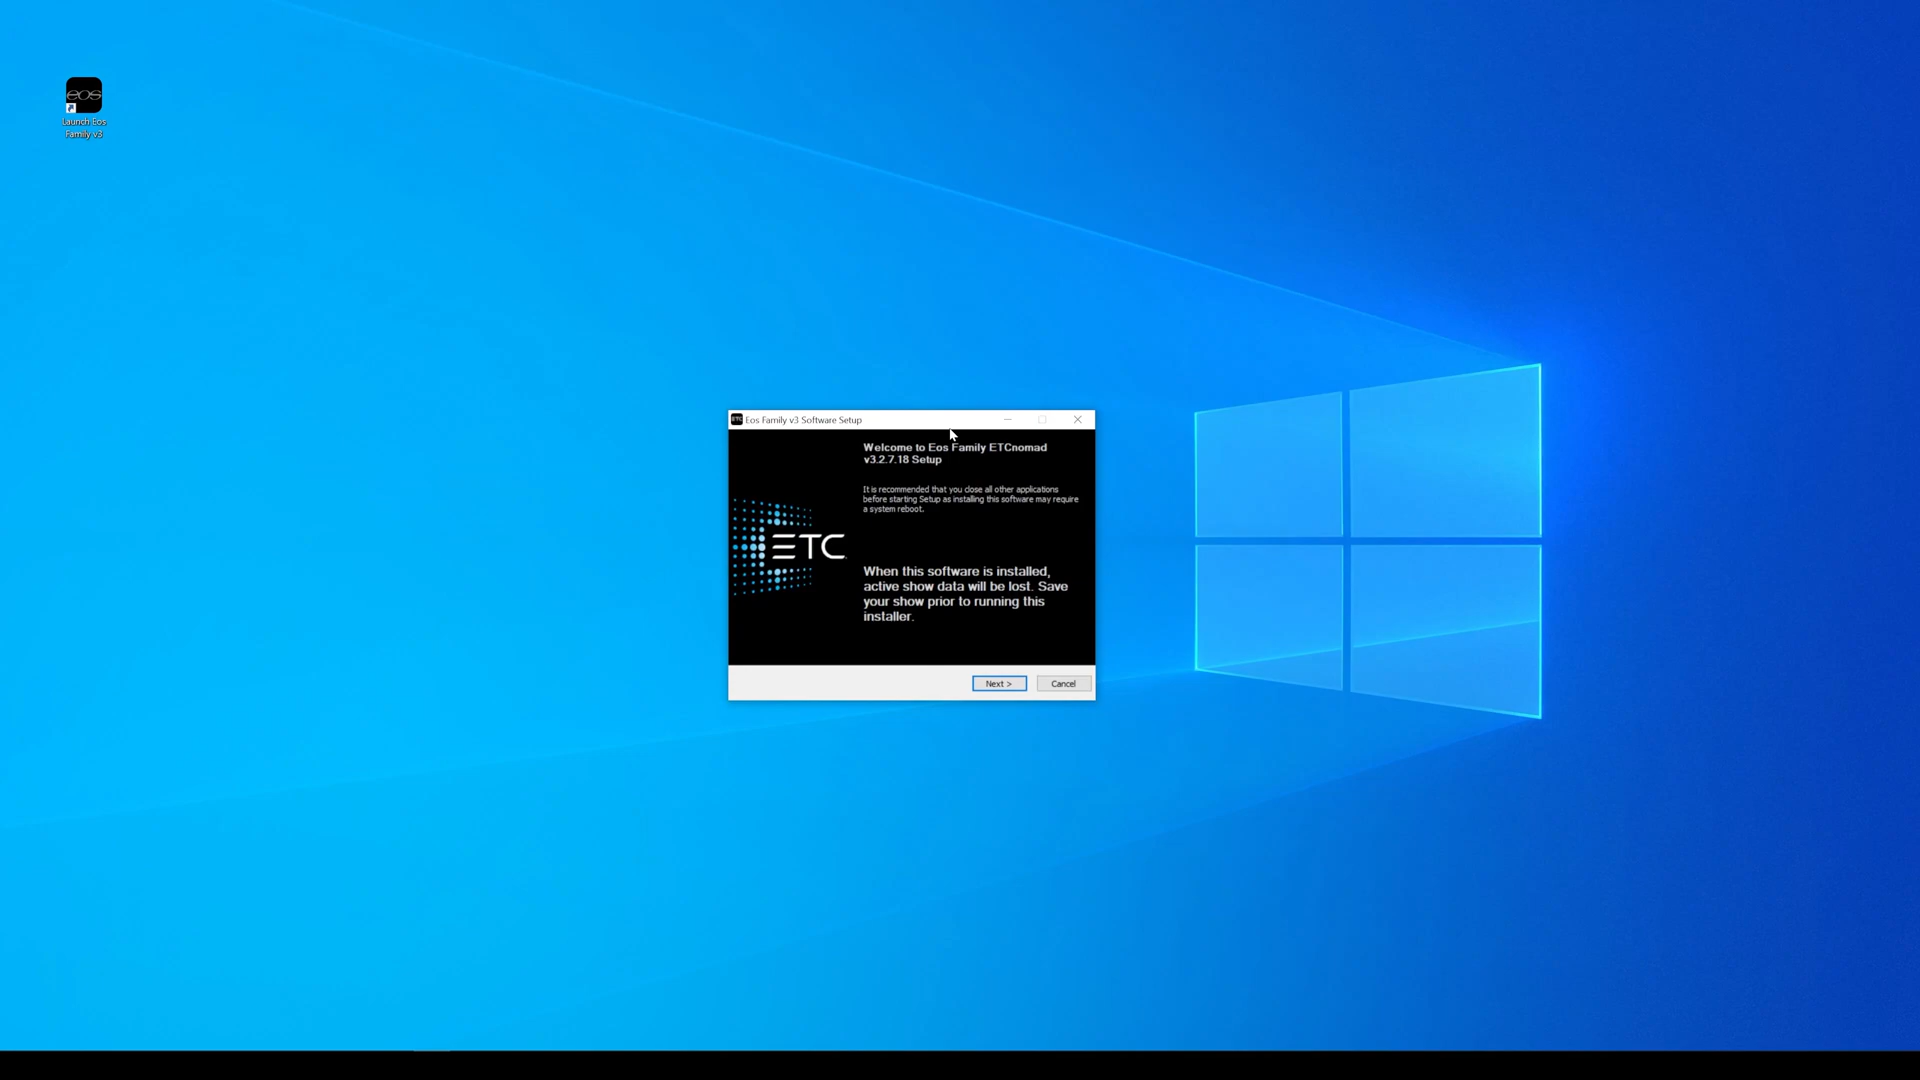 eos
Launch Eos
Family v3
ETC Eos Family v3 Software Setup
Welcome to Eos Family ETCnomad
v3.2.7.18 Setup
It is recommended that you close all other applications
before starting Setup as installing this software may require
a system reboot.
ETC
When this software is installed,
active show data will be lost. Save
your show prior to running this
installer.
Next >
Cancel